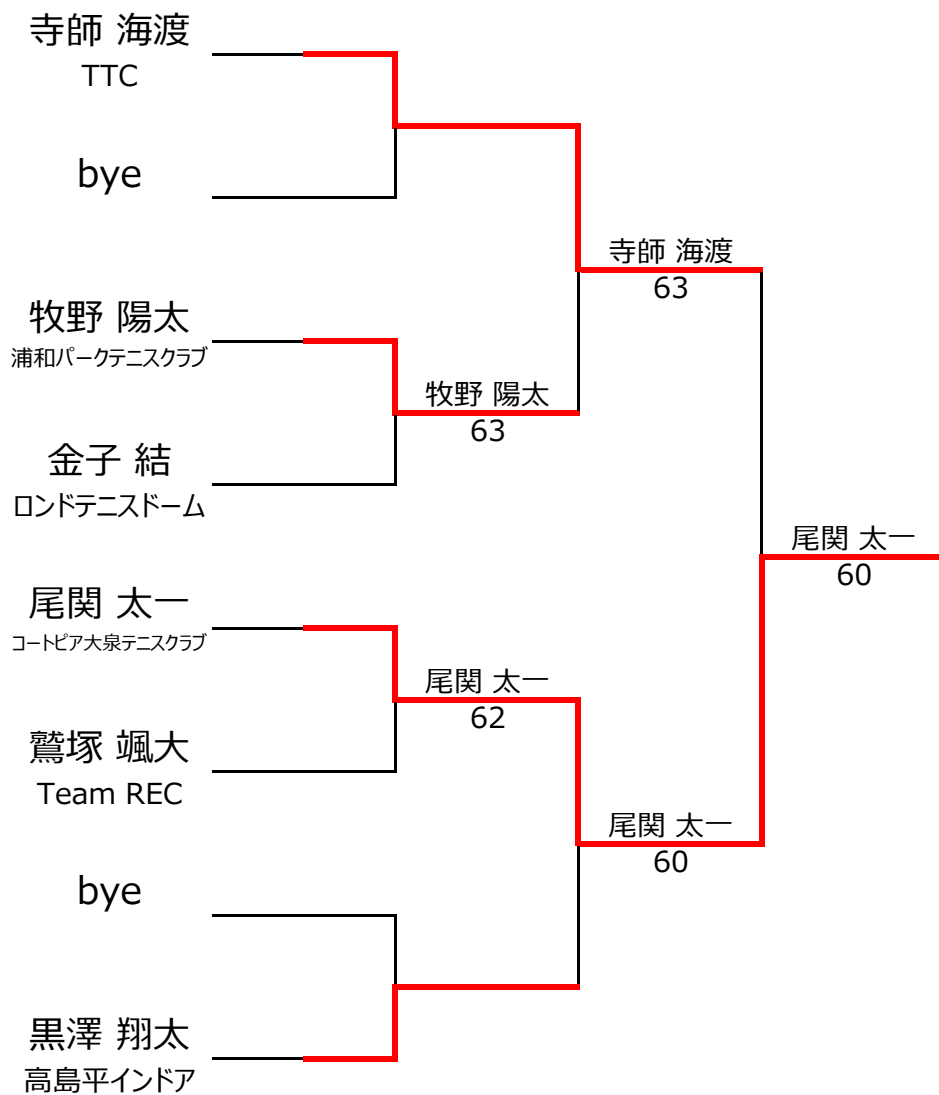 寺師 海渡
TTC
bye
寺師 海渡
63
牧野 陽太
浦和パークテニスクラブ
牧野 陽太
63
金子 結
ロンドテニスドーム
尾関 太一
60
尾関 太一
コートピア大泉テニスクラブ
尾関 太一
62
鷲塚 颯大
Team REC
尾関 太一
60
bye
黒澤 翔太
高島平インドア